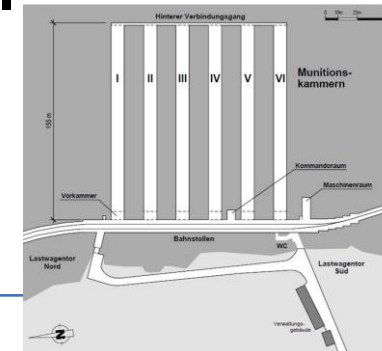 Hinterer Verbindungsgang
0 10m 25m
I II III IV V VI
Munitions-
kammern
155 m
Kommandoraum
Maschinenraum
Vorkammer
Bahnstollen
WC
Lastwagentor
Nord
Lastwagentor
Süd
Verwaltungs-
gebäude
N